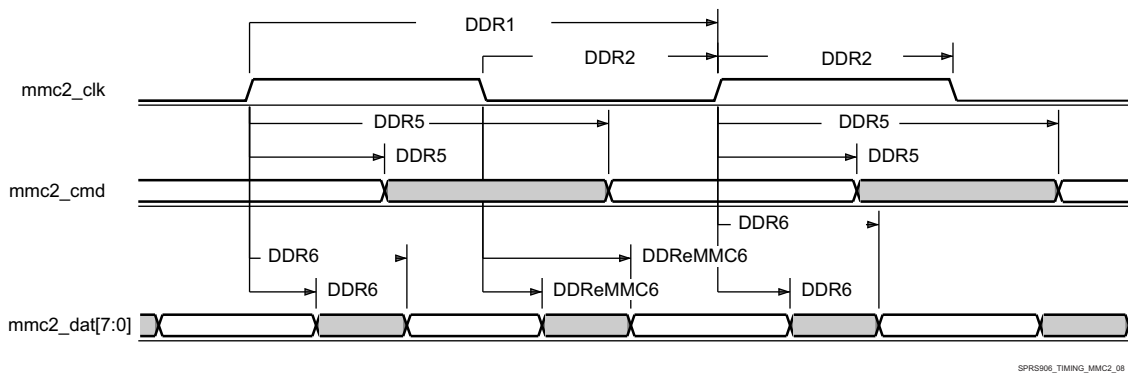 DDR1
DDR2
DDR2
mmc2_clk
DDR5
DDR5
DDR5
DDR5
mmc2_cmd
DDR6
DDR6
DDReMMC6
DDR6
DDReMMC6
DDR6
mmc2_dat[7:0]
SPRS906_TIMING_MMC2_08